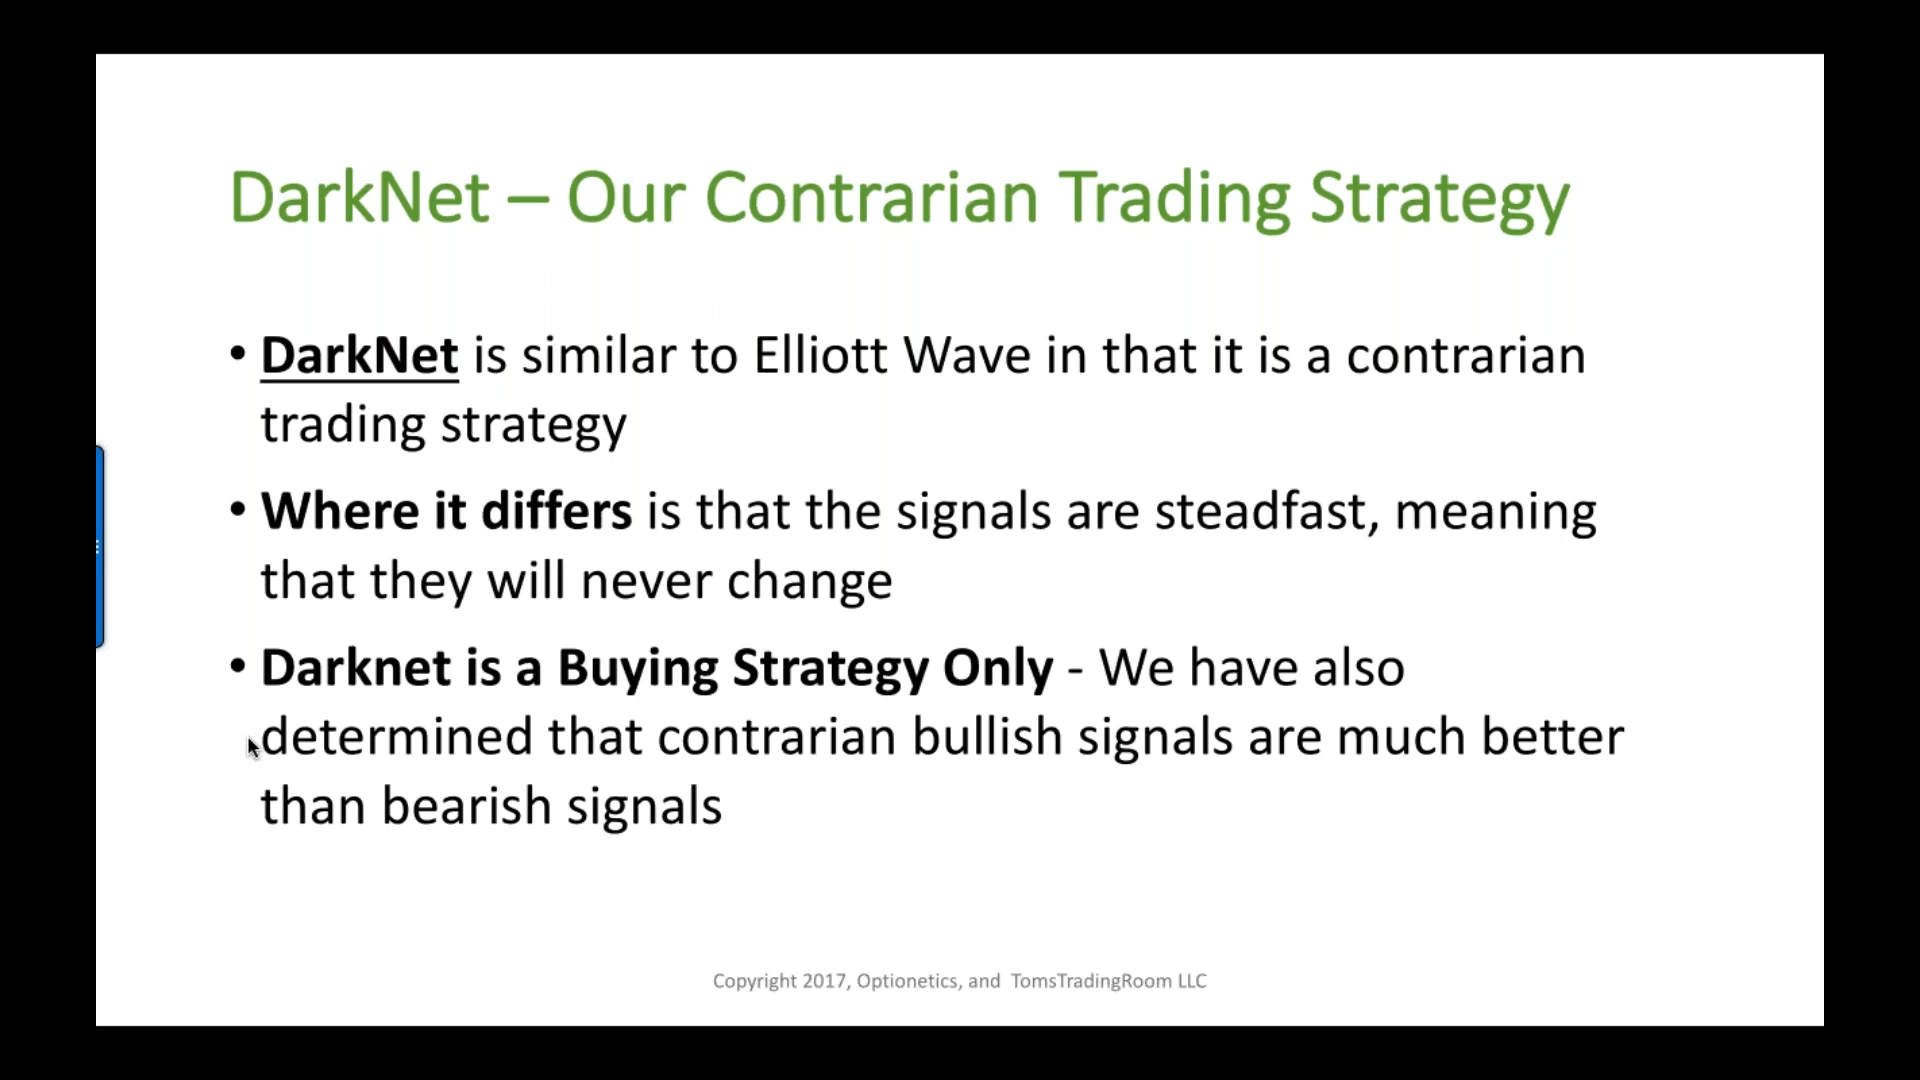 DarkNet – Our Contrarian Trading Strategy
• DarkNet is similar to Elliott Wave in that it is a contrarian
trading strategy
• Where it differs is that the signals are steadfast, meaning
that they will never change
• Darknet is a Buying Strategy Only - We have also
determined that contrarian bullish signals are much better
than bearish signals
Copyright 2017, Optionetics, and TomsTradingRoom LLC